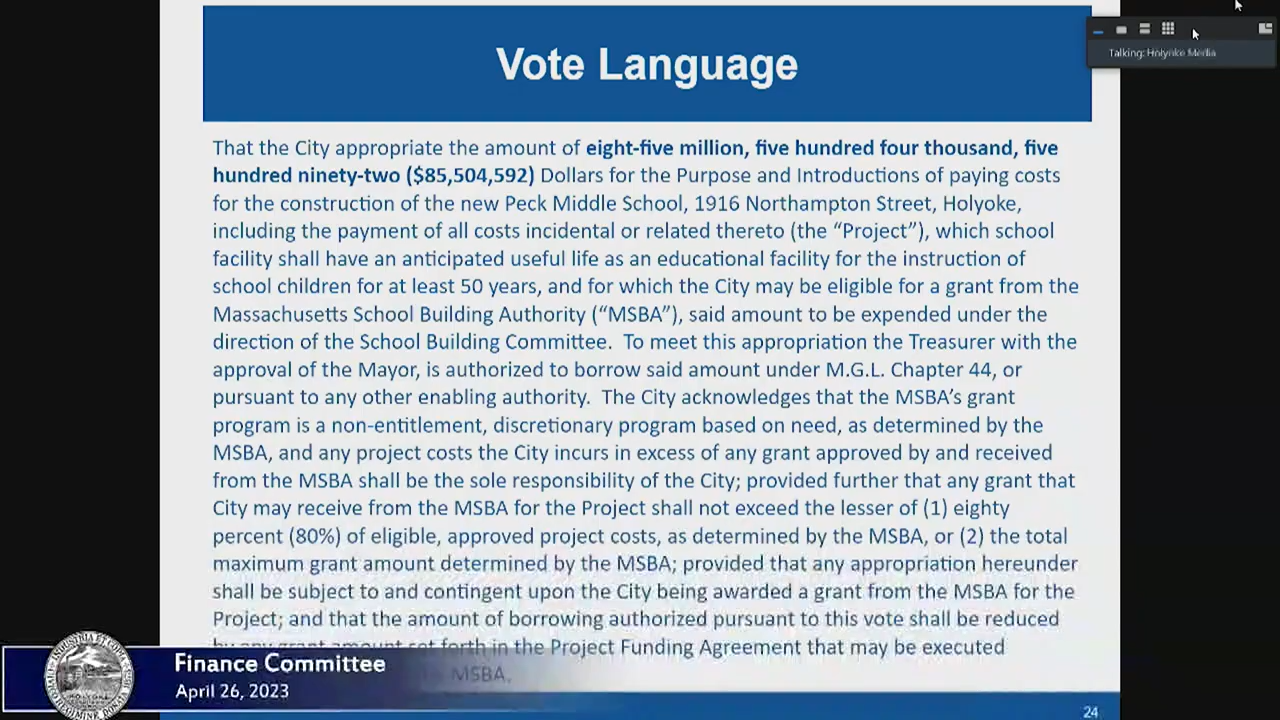 Vote Language
Talking: Holyoke Media
That the City appropriate the amount of eight-five million, five hundred four thousand, five
hundred ninety-two ($85,504,592) Dollars for the Purpose and Introductions of paying costs
for the construction of the new Peck Middle School, 1916 Northampton Street, Holyoke,
including the payment of all costs incidental or related thereto (the “Project”), which school
facility shall have an anticipated useful life as an educational facility for the instruction of
school children for at least 50 years, and for which the City may be eligible for a grant from the
Massachusetts School Building Authority (“MSBA”), said amount to be expended under the
direction of the School Building Committee. To meet this appropriation the Treasurer with the
approval of the Mayor, is authorized to borrow said amount under M.G.L. Chapter 44, or
pursuant to any other enabling authority. The City acknowledges that the MSBA’s grant
program is a non-entitlement, discretionary program based on need, as determined by the
MSBA, and any project costs the City incurs in excess of any grant approved by and received
from the MSBA shall be the sole responsibility of the City; provided further that any grant that
City may receive from the MSBA for the Project shall not exceed the lesser of (1) eighty
percent (80%) of eligible, approved project costs, as determined by the MSBA, or (2) the total
maximum grant amount determined by the MSBA; provided that any appropriation hereunder
shall be subject to and contingent upon the City being awarded a grant from the MSBA for the
Project; and that the amount of borrowing authorized pursuant to this vote shall be reduced
by any grant amount set forth in the Project Funding Agreement that may be executed
MSBA.
Finance Committee
April 26, 2023
24